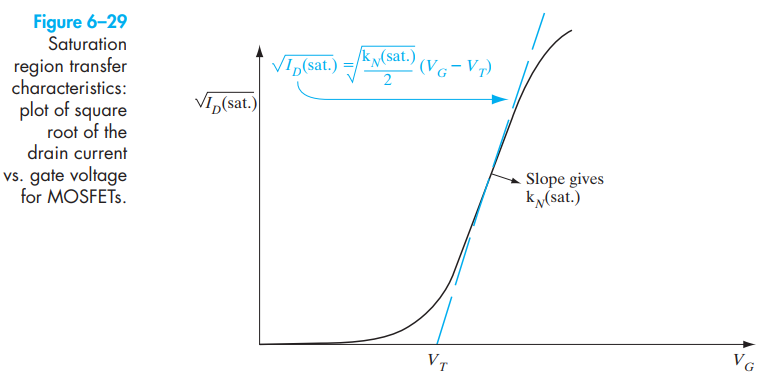 Figure 6–29
Saturation
region transfer
characteristics:
plot of square
root of the
drain current
vs. gate voltage
for MOSFETs.
√I_D(sat.) = √(k_N(sat.)/2) (V_G − V_T)
√I_D(sat.)
Slope gives
k_N(sat.)
V_T
V_G